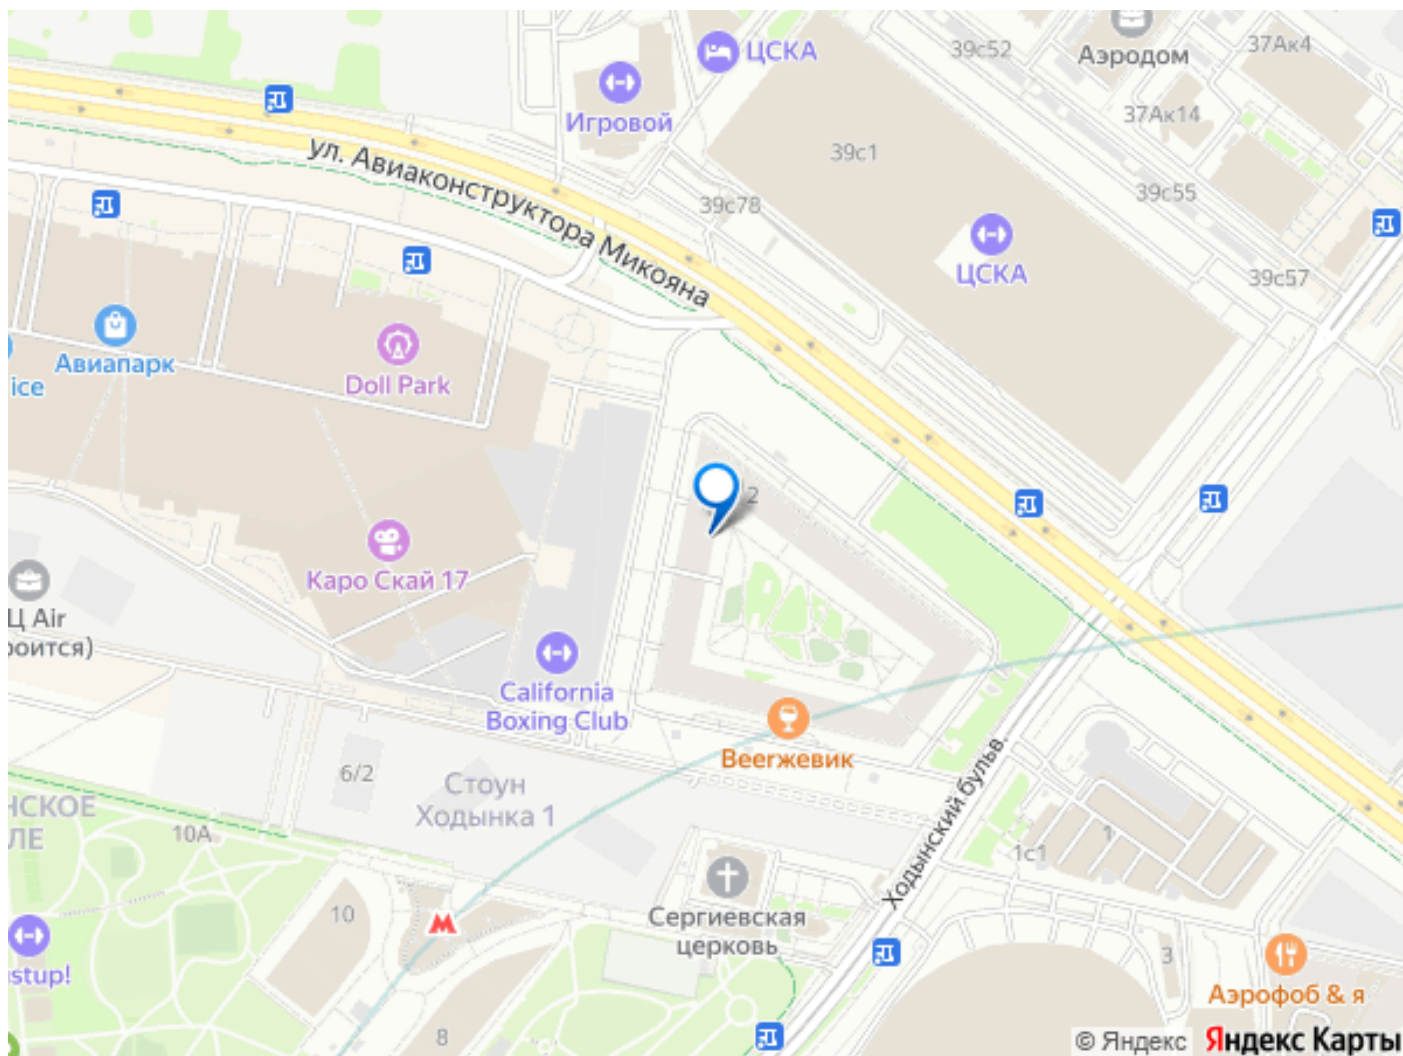 ЦСКА
39с52
Аэродом
37Ак4
Игровой
37Ак14
ул. Авиаконструктора Микояна
39с1
39с78
39с55
ЦСКА
39с57
Авиапарк
ice
Doll Park
2
Каро Скай 17
Ц Air
роится)
California
Boxing Club
Beerжевик
6/2
Стоун
Ходынка 1
НСКОЕ
ЛЕ
10А
Ходынский бульв.
1
1с1
10
М
Сергиевская
церковь
3
stup!
Аэрофоб & я
8
© Яндекс Яндекс Карты